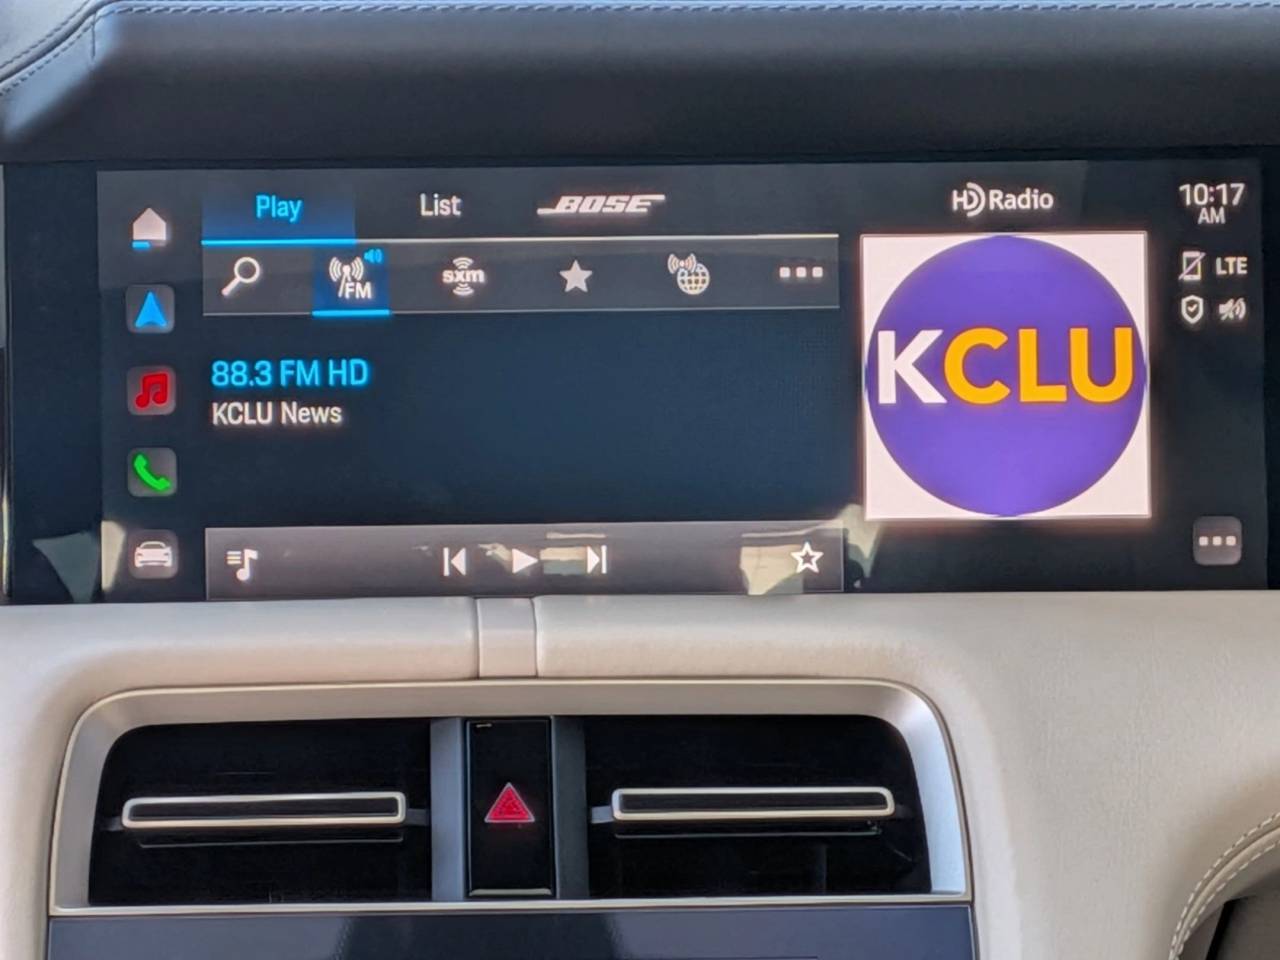 Play
List
BOSE
HD Radio
10:17
AM
FM
sxm
LTE
88.3 FM HD
KCLU News
KCLU